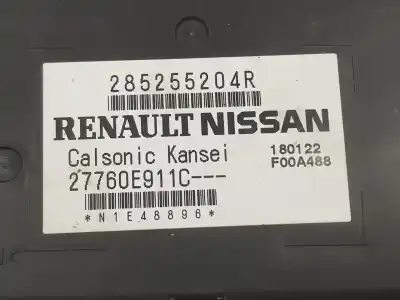 285255204R
RENAULT NISSAN
Calsonic Kansei 180122
27760E911C--- F00A488
*N1E48896*